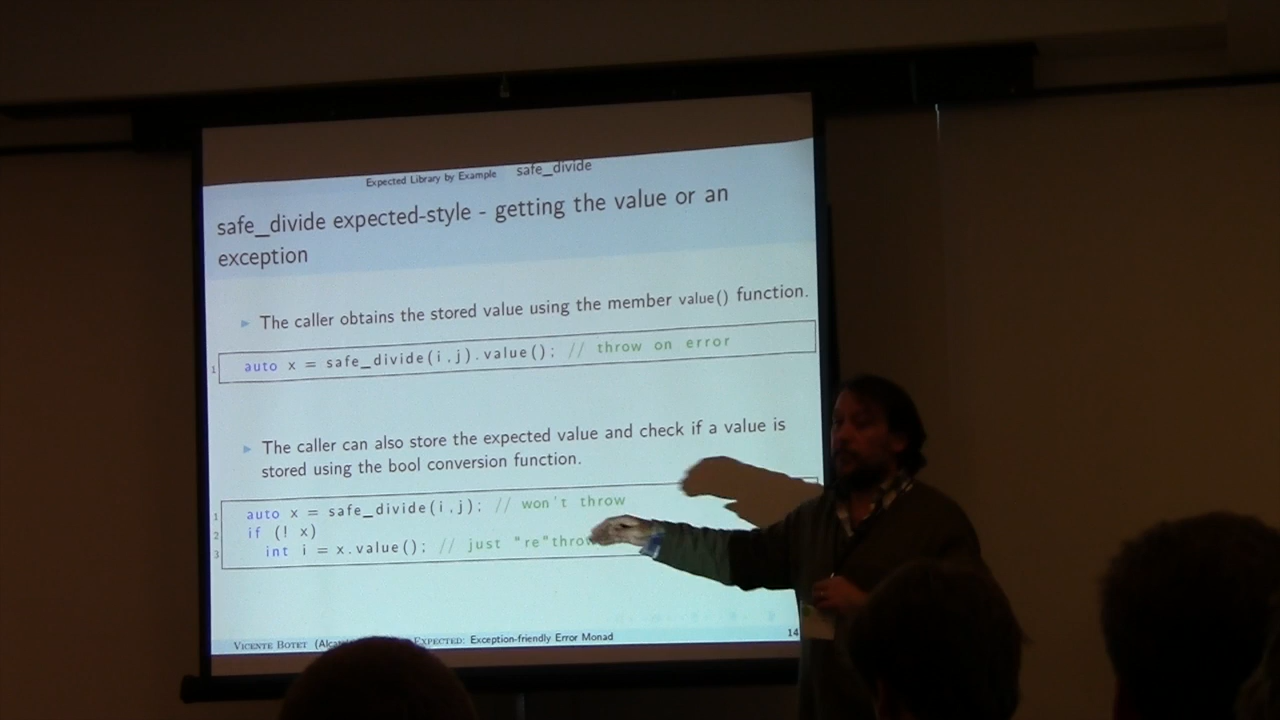 Expected Library by Example safe_divide
safe_divide expected-style - getting the value or an
exception
The caller obtains the stored value using the member value() function.
1 auto x = safe_divide(i,j).value(); // throw on error
The caller can also store the expected value and check if a value is
stored using the bool conversion function.
1 auto x = safe_divide(i,j); // won't throw
2 if (! x)
3 int i = x.value(); // just "re"throw
VICENTE BOTET EXPECTED: Exception-friendly Error Monad 14